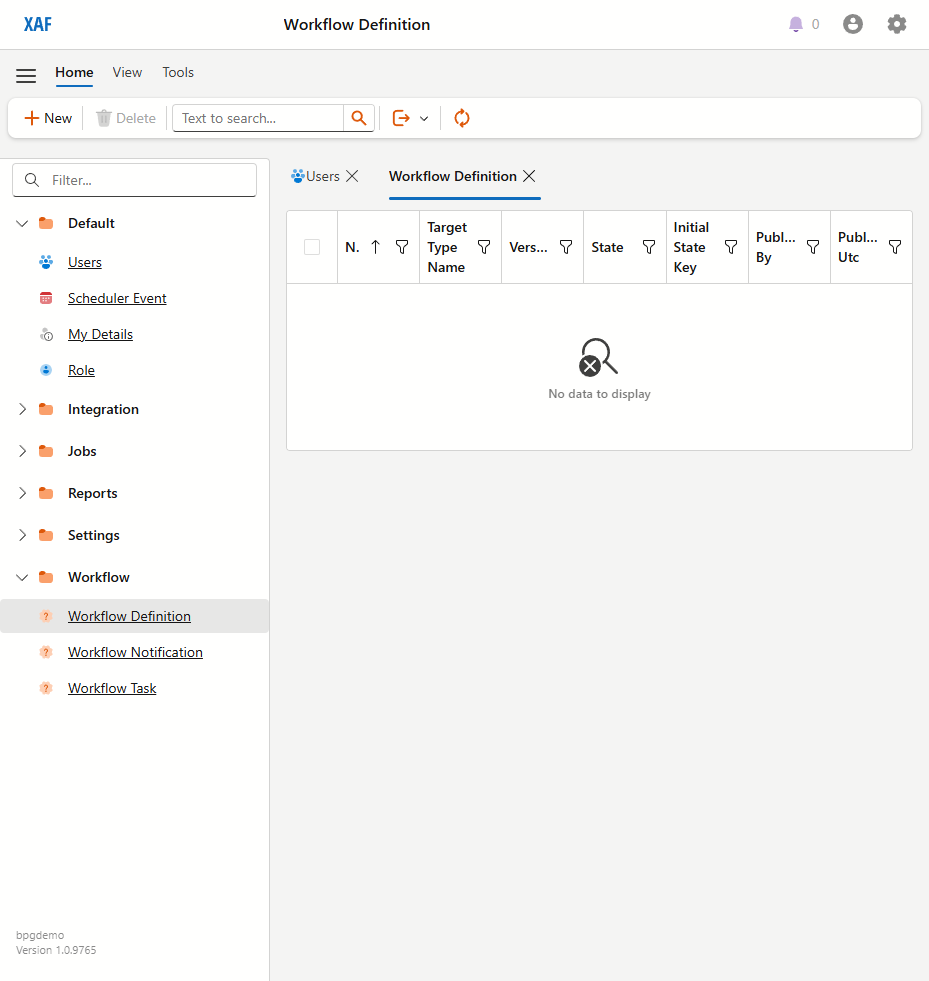 XAF
Workflow Definition
0
Home View Tools
New Delete Text to search...
Filter...
Default
Users
Scheduler Event
My Details
Role
Integration
Jobs
Reports
Settings
Workflow
Workflow Definition
Workflow Notification
Workflow Task
bpgdemo
Version 1.0.9765
Users Workflow Definition
N.
Target
Type
Name
Vers...
State
Initial
State
Key
Publ...
By
Publ...
Utc
No data to display